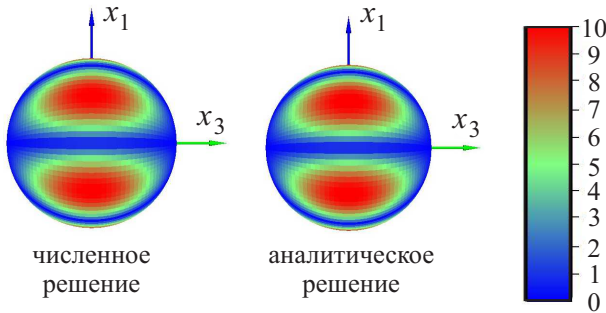 x1
x3
численное
решение
x1
x3
аналитическое
решение
10
9
8
7
6
5
4
3
2
1
0